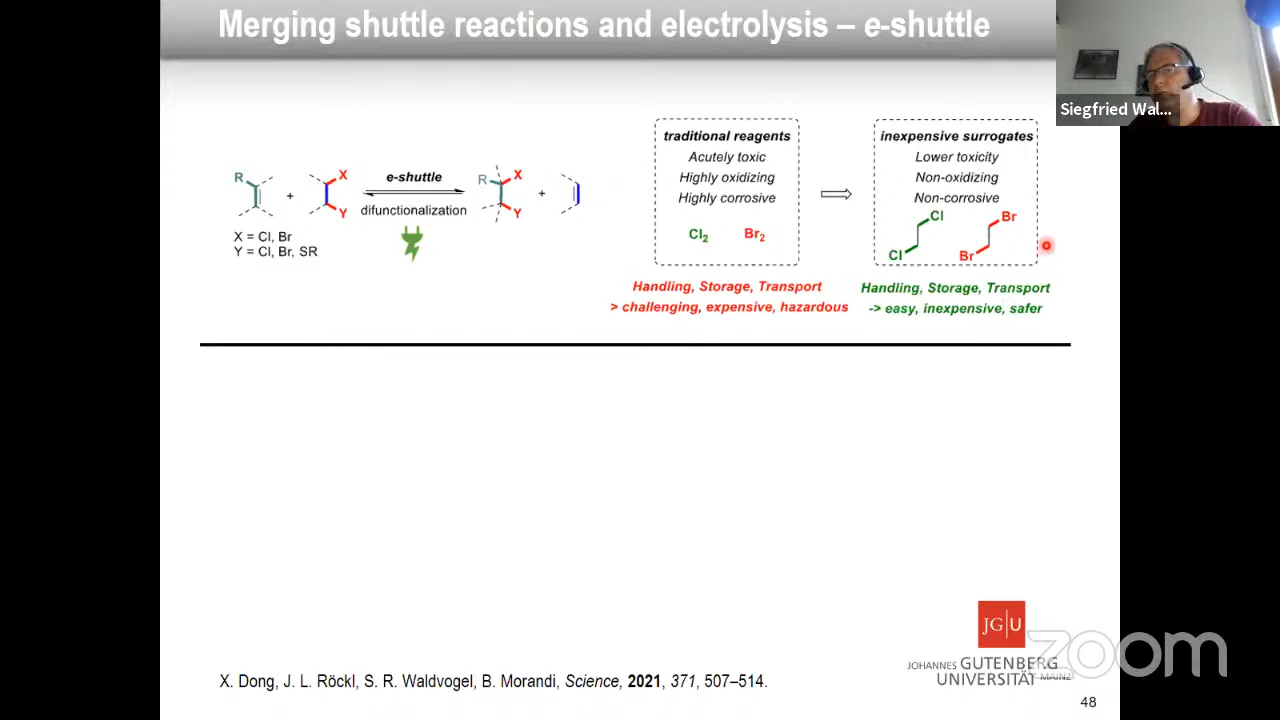 Merging shuttle reactions and electrolysis – e-shuttle
Siegfried Wal...
R
X
Y
+
e-shuttle
difunctionalization
R
X
Y
+
X = Cl, Br
Y = Cl, Br, SR
traditional reagents
Acutely toxic
Highly oxidizing
Highly corrosive
Cl2 Br2
Handling, Storage, Transport
> challenging, expensive, hazardous
inexpensive surrogates
Lower toxicity
Non-oxidizing
Non-corrosive
Cl
Cl
Br
Br
Handling, Storage, Transport
-> easy, inexpensive, safer
X. Dong, J. L. Röckl, S. R. Waldvogel, B. Morandi, Science, 2021, 371, 507–514.
JG|U
JOHANNES GUTENBERG
UNIVERSITÄT MAINZ
zoom
48